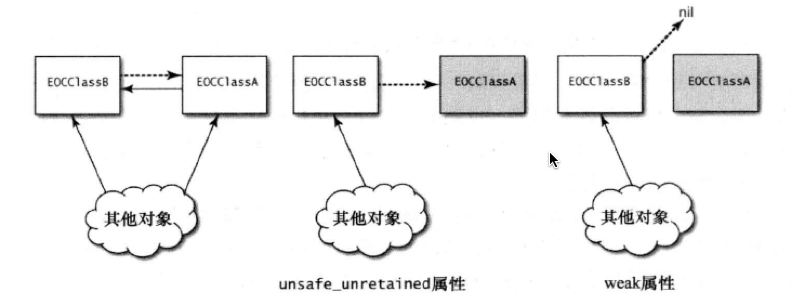 nil
EOCClassB
EOCClassA
EOCClassB
EOCClassA
EOCClassB
EOCClassA
其他对象
其他对象
其他对象
unsafe_unretained属性
weak属性